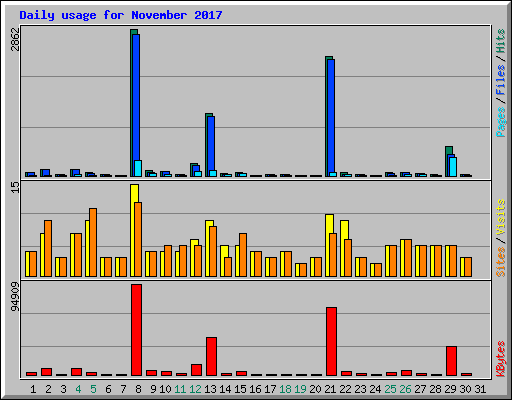 Daily usage for November 2017
2862
Pages / Files / Hits
15
Sites / Visits
94909
KBytes
1 2 3 4 5 6 7 8 9 10 11 12 13 14 15 16 17 18 19 20 21 22 23 24 25 26 27 28 29 30 31